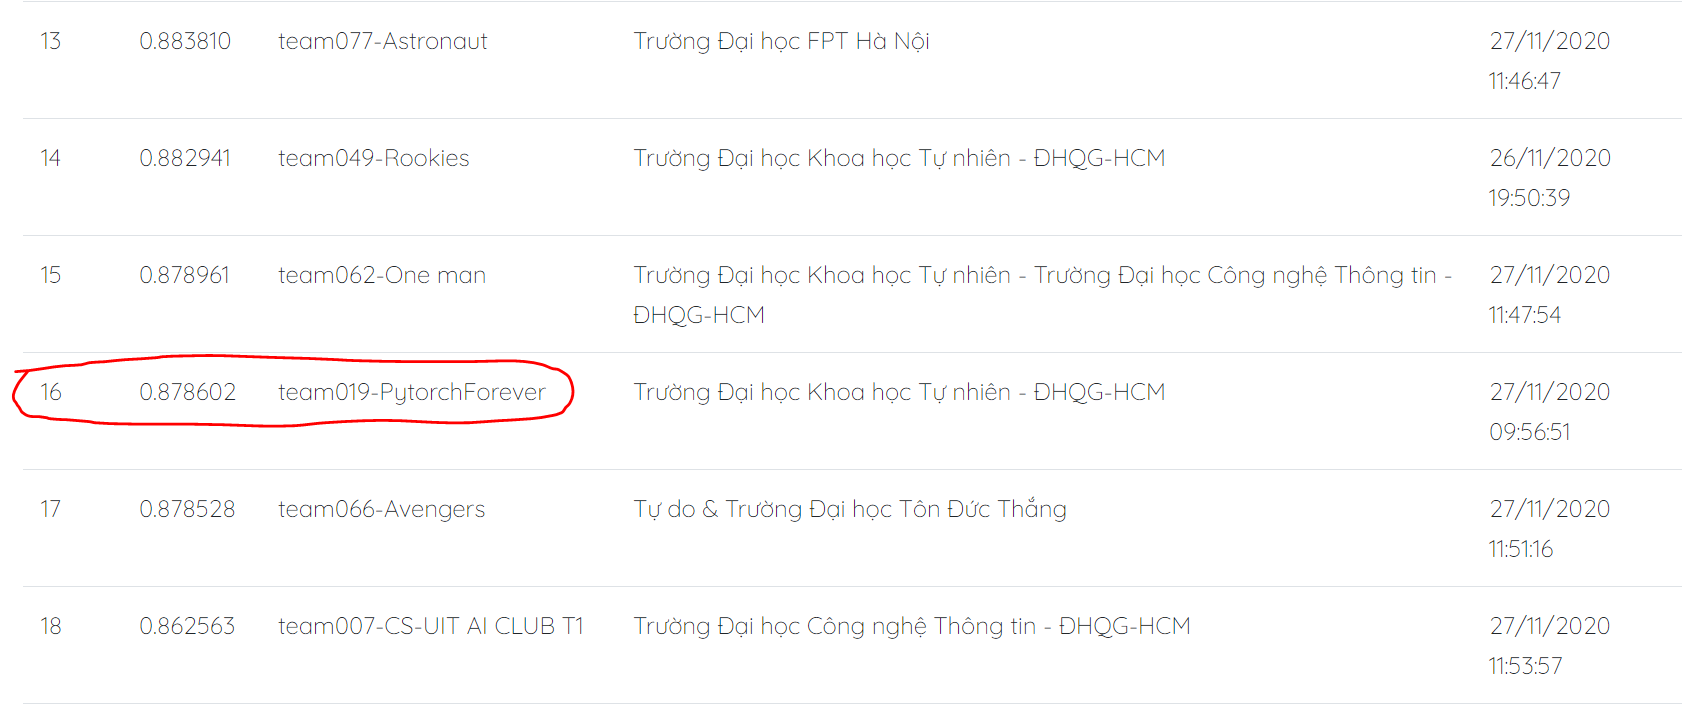 13 0.883810 team077-Astronaut Trường Đại học FPT Hà Nội 27/11/2020
11:46:47
14 0.882941 team049-Rookies Trường Đại học Khoa học Tự nhiên - ĐHQG-HCM 26/11/2020
19:50:39
15 0.878961 team062-One man Trường Đại học Khoa học Tự nhiên - Trường Đại học Công nghệ Thông tin - 27/11/2020
ĐHQG-HCM 11:47:54
16 0.878602 team019-PytorchForever Trường Đại học Khoa học Tự nhiên - ĐHQG-HCM 27/11/2020
09:56:51
17 0.878528 team066-Avengers Tự do & Trường Đại học Tôn Đức Thắng 27/11/2020
11:51:16
18 0.862563 team007-CS-UIT AI CLUB T1 Trường Đại học Công nghệ Thông tin - ĐHQG-HCM 27/11/2020
11:53:57